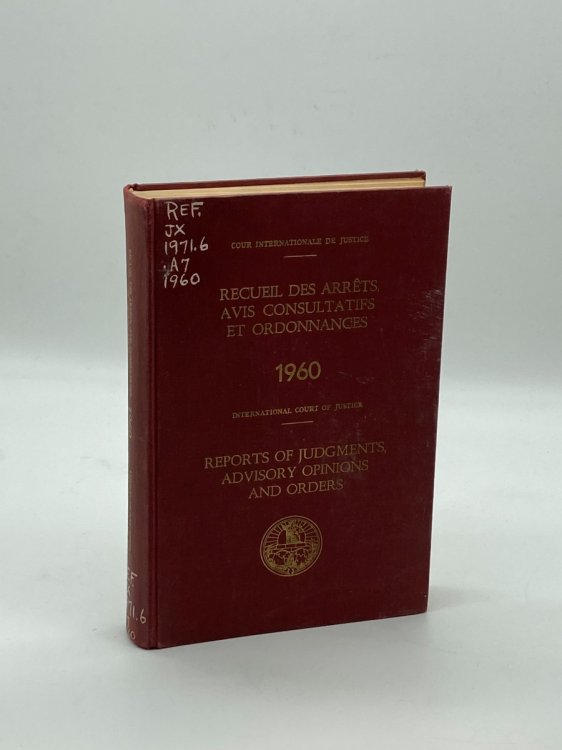 REF.
JX
1971.6
.A7
1960
COUR INTERNATIONALE DE JUSTICE
RECUEIL DES ARRÊTS,
AVIS CONSULTATIFS
ET ORDONNANCES
1960
INTERNATIONAL COURT OF JUSTICE
REPORTS OF JUDGMENTS,
ADVISORY OPINIONS
AND ORDERS